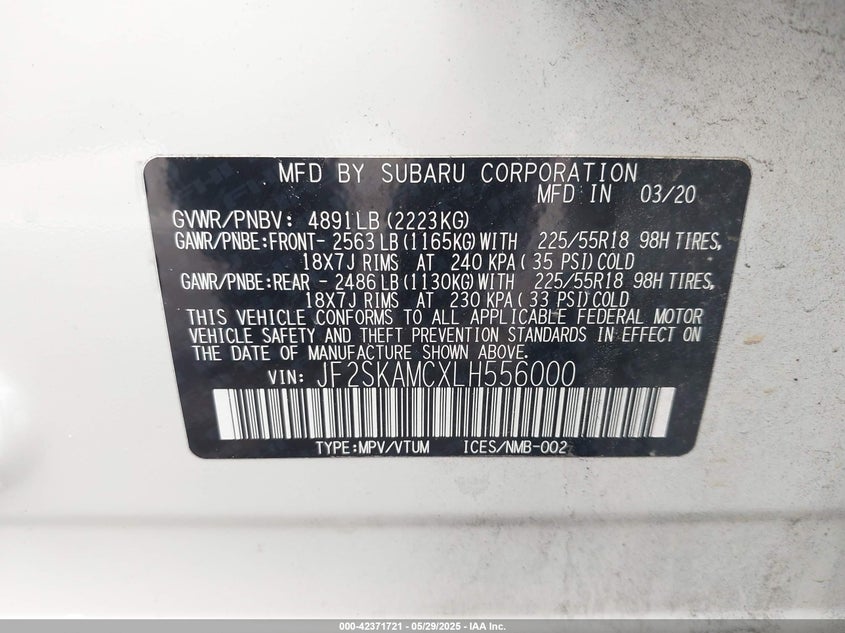 MFD BY SUBARU CORPORATION
MFD IN 03/20
GVWR/PNBV: 4891LB (2223KG)
GAWR/PNBE:FRONT- 2563 LB (1165KG) WITH 225/55R18 98H TIRES,
18X7J RIMS AT 240 KPA ( 35 PSI) COLD
GAWR/PNBE:REAR - 2486 LB (1130KG) WITH 225/55R18 98H TIRES,
18X7J RIMS AT 230 KPA ( 33 PSI) COLD
THIS VEHICLE CONFORMS TO ALL APPLICABLE FEDERAL MOTOR
VEHICLE SAFETY AND THEFT PREVENTION STANDARDS IN EFFECT ON
THE DATE OF MANUFACTURE SHOWN ABOVE.
VIN: JF2SKAMCXLH556000
TYPE:MPV/VTUM ICES/NMB-002
000-42371721 - 05/29/2025 - IAA Inc.